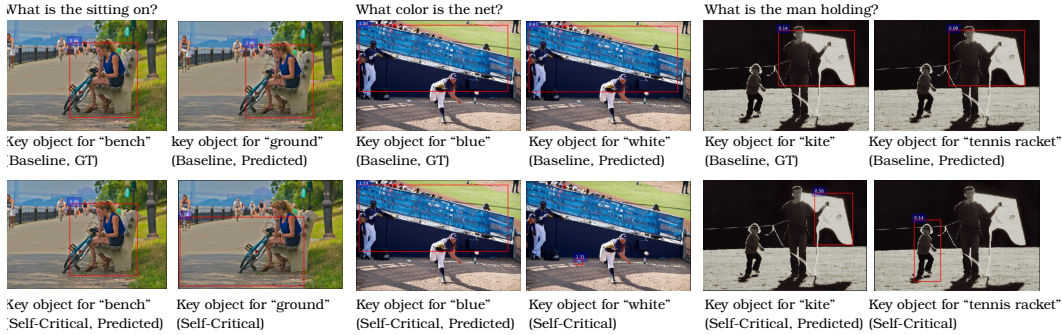 What is the sitting on?
What color is the net?
What is the man holding?
Key object for “bench”
(Baseline, GT)
key object for “ground”
(Baseline, Predicted)
Key object for “blue”
(Baseline, GT)
Key object for “white”
(Baseline, Predicted)
Key object for “kite”
(Baseline, GT)
Key object for “tennis racket”
(Baseline, Predicted)
Key object for “bench”
(Self-Critical, Predicted)
Key object for “ground”
(Self-Critical)
Key object for “blue”
(Self-Critical, Predicted)
Key object for “white”
(Self-Critical)
Key object for “kite”
(Self-Critical, Predicted)
Key object for “tennis racket”
(Self-Critical)